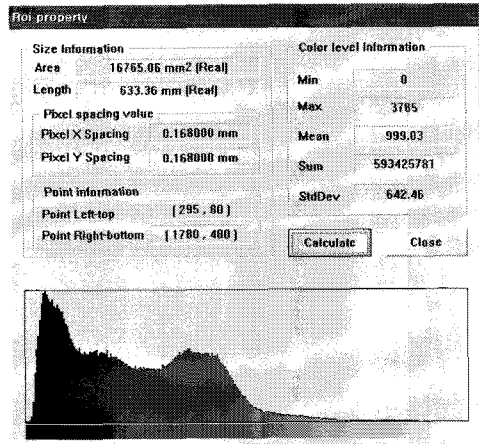 Roi property
Size Information
Area 16765.06 mm2 (Real)
Length 633.36 mm (Real)
Pixel spacing value
Pixel X Spacing 0.168000 mm
Pixel Y Spacing 0.168000 mm
Point information
Point Left-top (295 , 80)
Point Right-bottom (1780 , 480)
Color level Information
Min 0
Max 3785
Mean 999.03
Sum 593425781
StdDev 642.46
Calculate Close